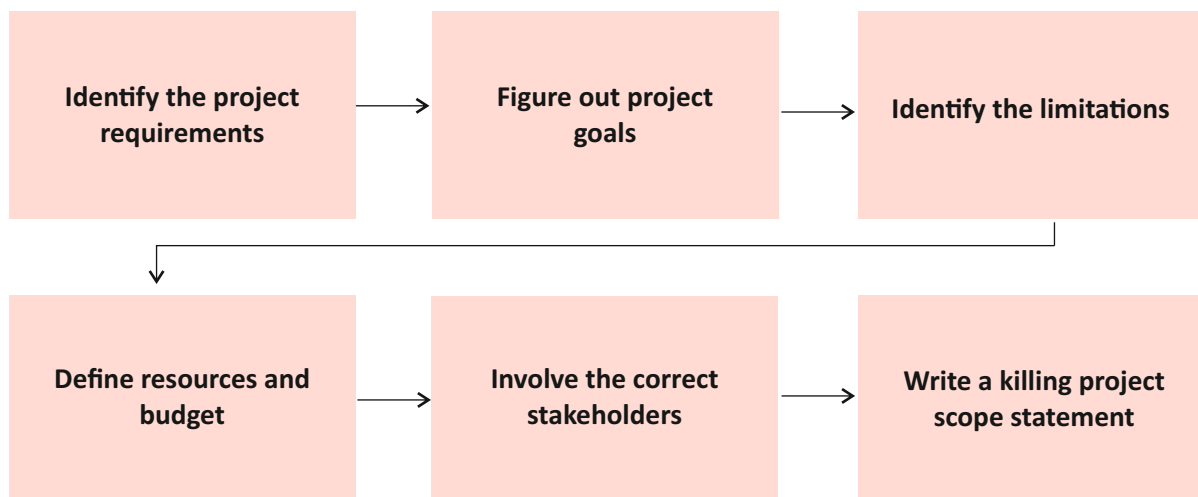 Identify the project
requirements
Figure out project
goals
Identify the limitations
Define resources and
budget
Involve the correct
stakeholders
Write a killing project
scope statement